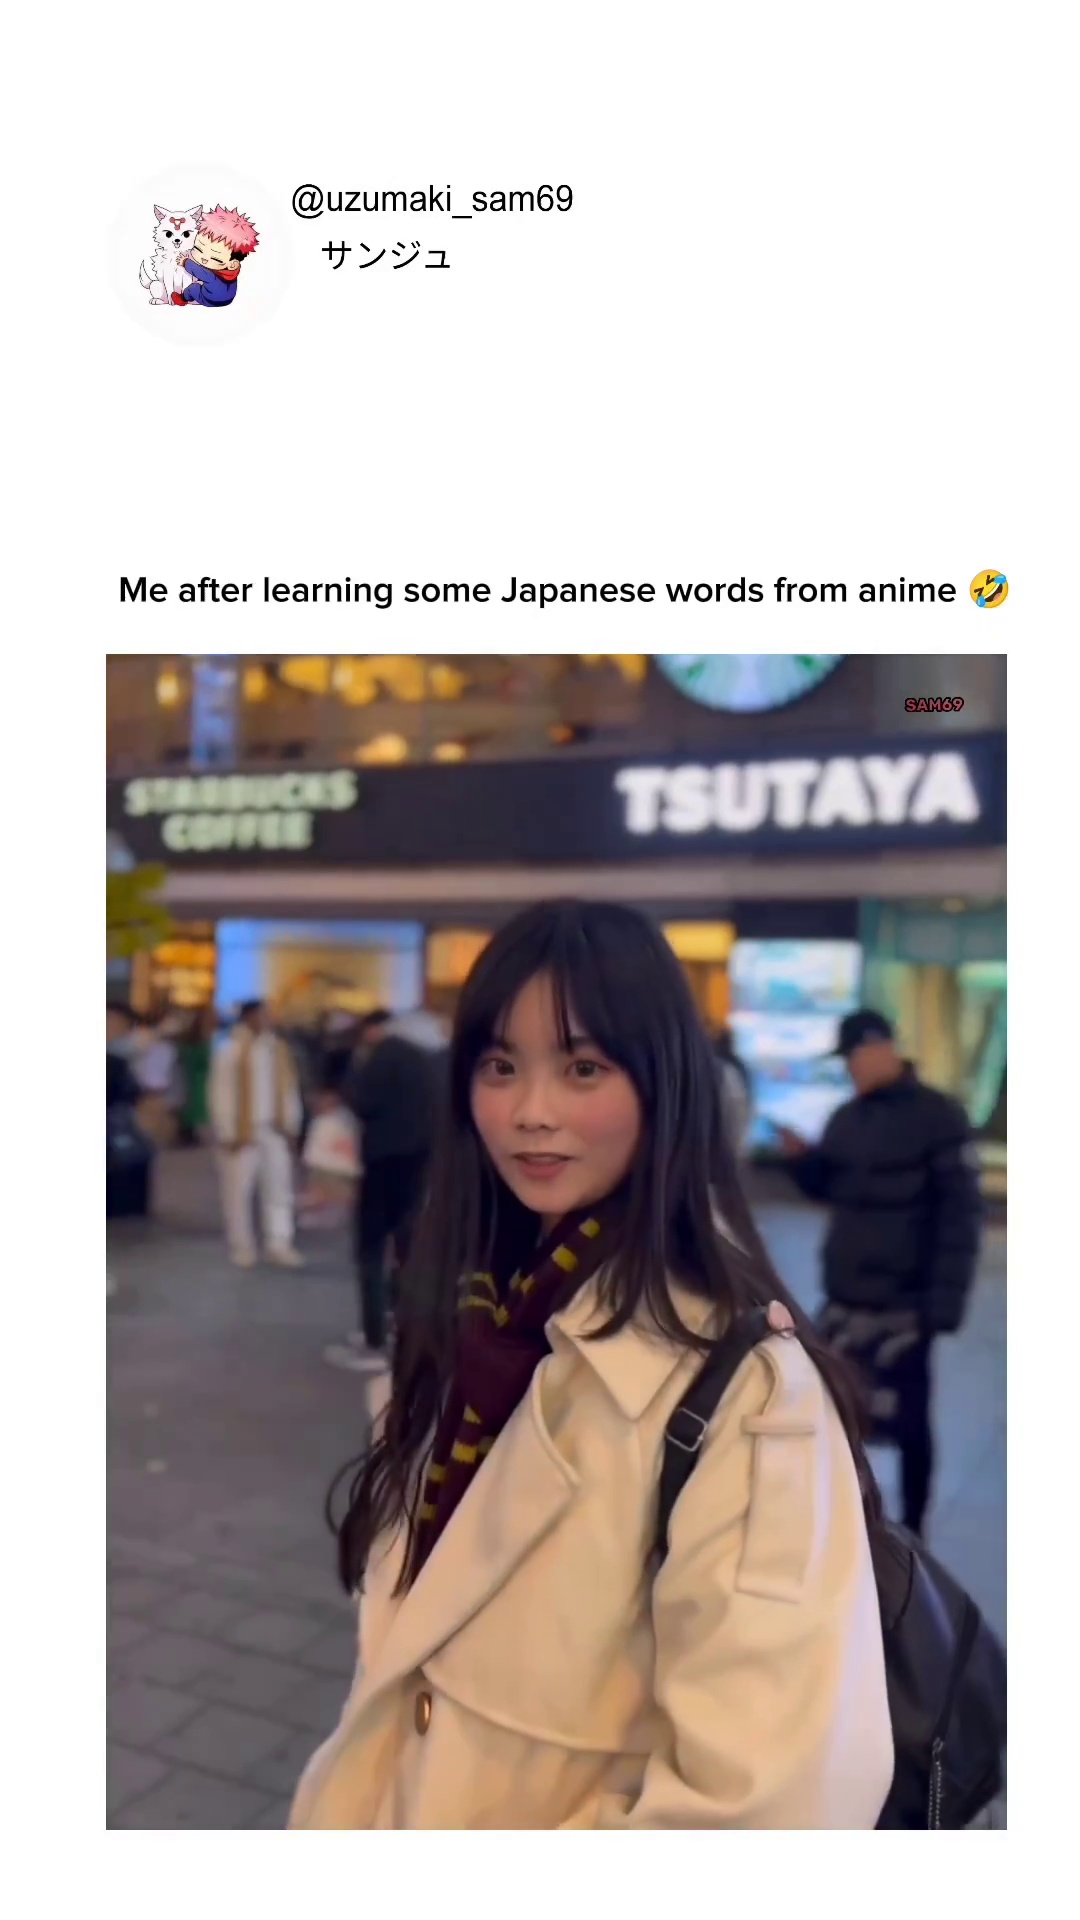 @uzumaki_sam69
サンジュ
Me after learning some Japanese words from anime 🤣
SAM69
STARBUCKS
COFFEE
TSUTAYA